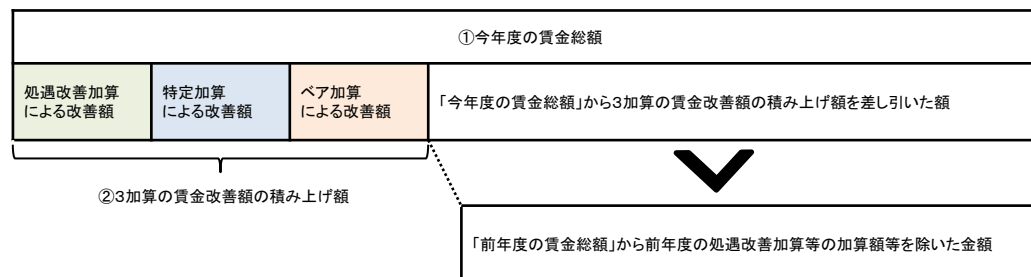 ①今年度の賃金総額
処遇改善加算
による改善額
特定加算
による改善額
ベア加算
による改善額
「今年度の賃金総額」から3加算の賃金改善額の積み上げ額を差し引いた額
②3加算の賃金改善額の積み上げ額
「前年度の賃金総額」から前年度の処遇改善加算等の加算額等を除いた金額